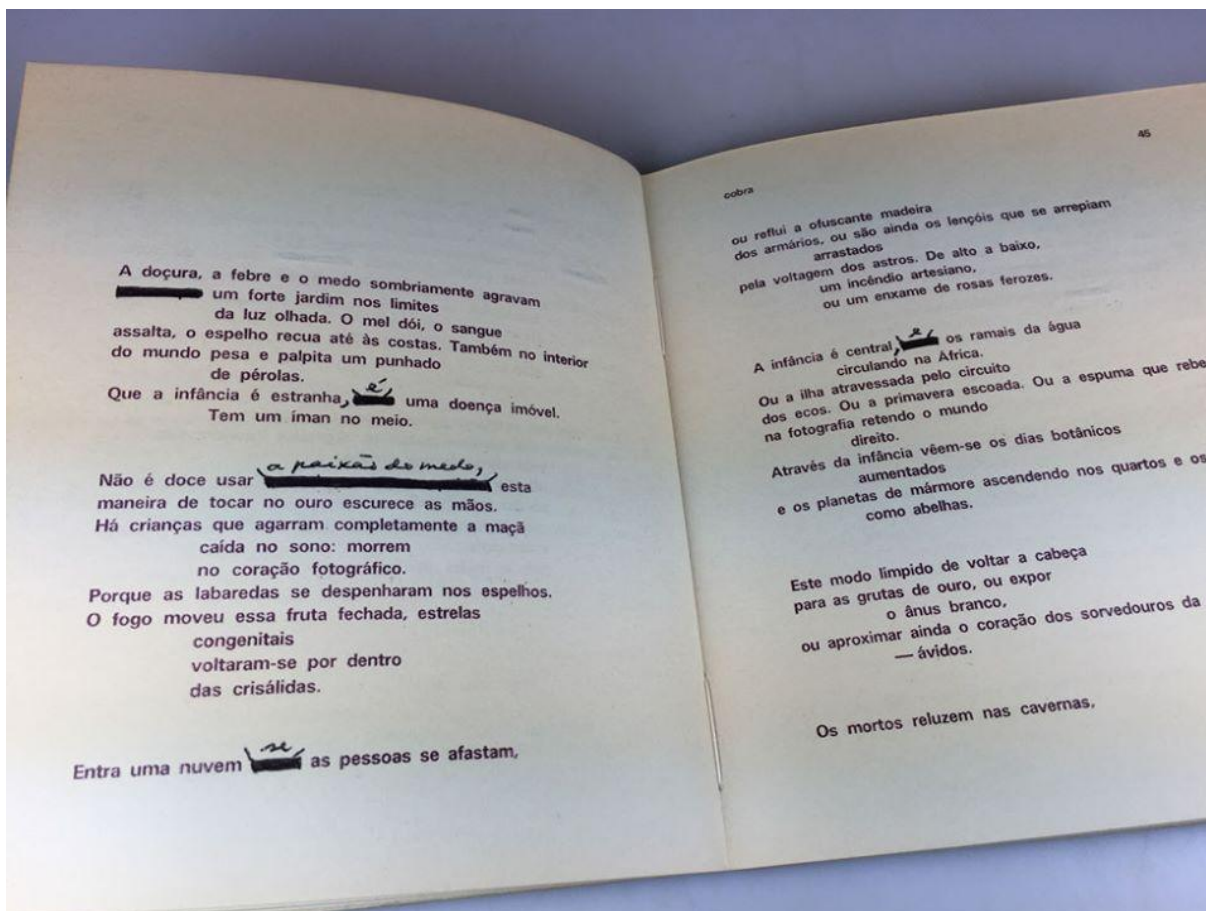 A doçura, a febre e o medo sombriamente agravam
um forte jardim nos limites
da luz olhada. O mel dói, o sangue
assalta, o espelho recua até às costas. Também no interior
do mundo pesa e palpita um punhado
de pérolas.
Que a infância é estranha, é uma doença imóvel.
Tem um íman no meio.
Não é doce usar a paixão do medo, esta
maneira de tocar no ouro escurece as mãos.
Há crianças que agarram completamente a maçã
caída no sono: morrem
no coração fotográfico.
Porque as labaredas se despenharam nos espelhos.
O fogo moveu essa fruta fechada, estrelas
congenitais
voltaram-se por dentro
das crisálidas.
Entra uma nuvem se as pessoas se afastam,
45
cobra
ou reflui a ofuscante madeira
dos armários, ou são ainda os lençóis que se arrepiam
arrastados
pela voltagem dos astros. De alto a baixo,
um incêndio artesiano,
ou um enxame de rosas ferozes.
A infância é central, e os ramais da água
circulando na África.
Ou a ilha atravessada pelo circuito
dos ecos. Ou a primavera escoada. Ou a espuma que rebe
na fotografia retendo o mundo
direito.
Através da infância vêem-se os dias botânicos
aumentados
e os planetas de mármore ascendendo nos quartos e os
como abelhas.
Este modo límpido de voltar a cabeça
para as grutas de ouro, ou expor
o ânus branco,
ou aproximar ainda o coração dos sorvedouros da
— ávidos.
Os mortos reluzem nas cavernas,